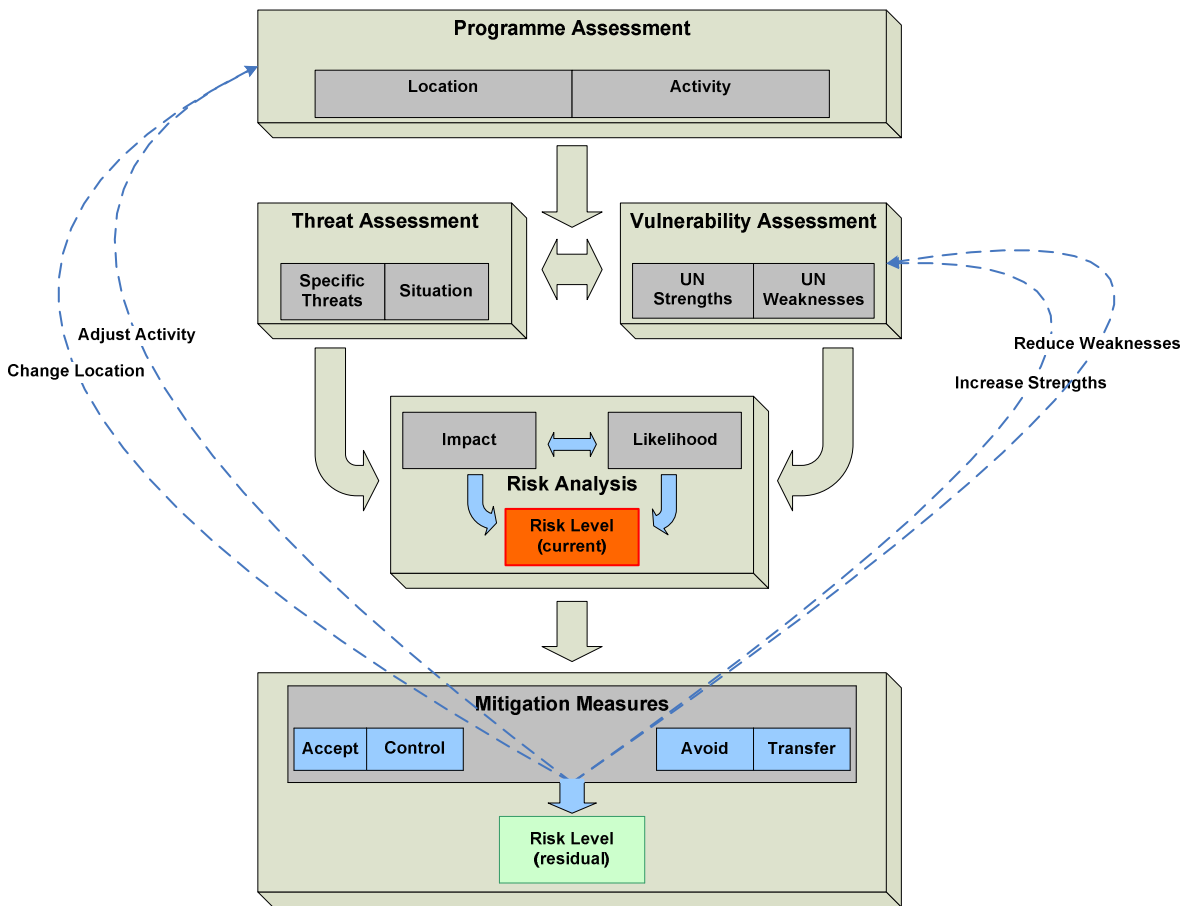 Programme Assessment
Location
Activity
Threat Assessment
Specific
Threats
Situation
Vulnerability Assessment
UN
Strengths
UN
Weaknesses
Adjust Activity
Change Location
Reduce Weaknesses
Increase Strengths
Impact
Likelihood
Risk Analysis
Risk Level
(current)
Mitigation Measures
Accept
Control
Avoid
Transfer
Risk Level
(residual)